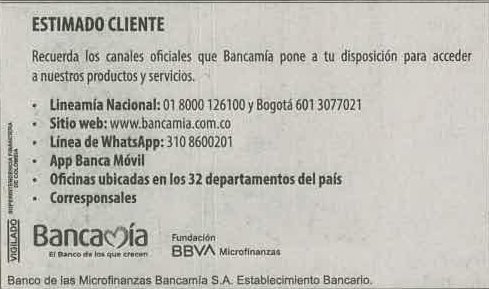 ESTIMADO CLIENTE
Recuerda los canales oficiales que Bancamía pone a tu disposición para acceder
a nuestros productos y servicios.
• Lineamía Nacional: 01 8000 126100 y Bogotá 601 3077021
• Sitio web: www.bancamia.com.co
• Línea de WhatsApp: 310 8600201
• App Banca Móvil
• Oficinas ubicadas en los 32 departamentos del país
• Corresponsales
VIGILADO
SUPERINTENDENCIA FINANCIERA
DE COLOMBIA
Bancamía
El Banco de los que crecen
Fundación
BBVA Microfinanzas
Banco de las Microfinanzas Bancamía S.A. Establecimiento Bancario.